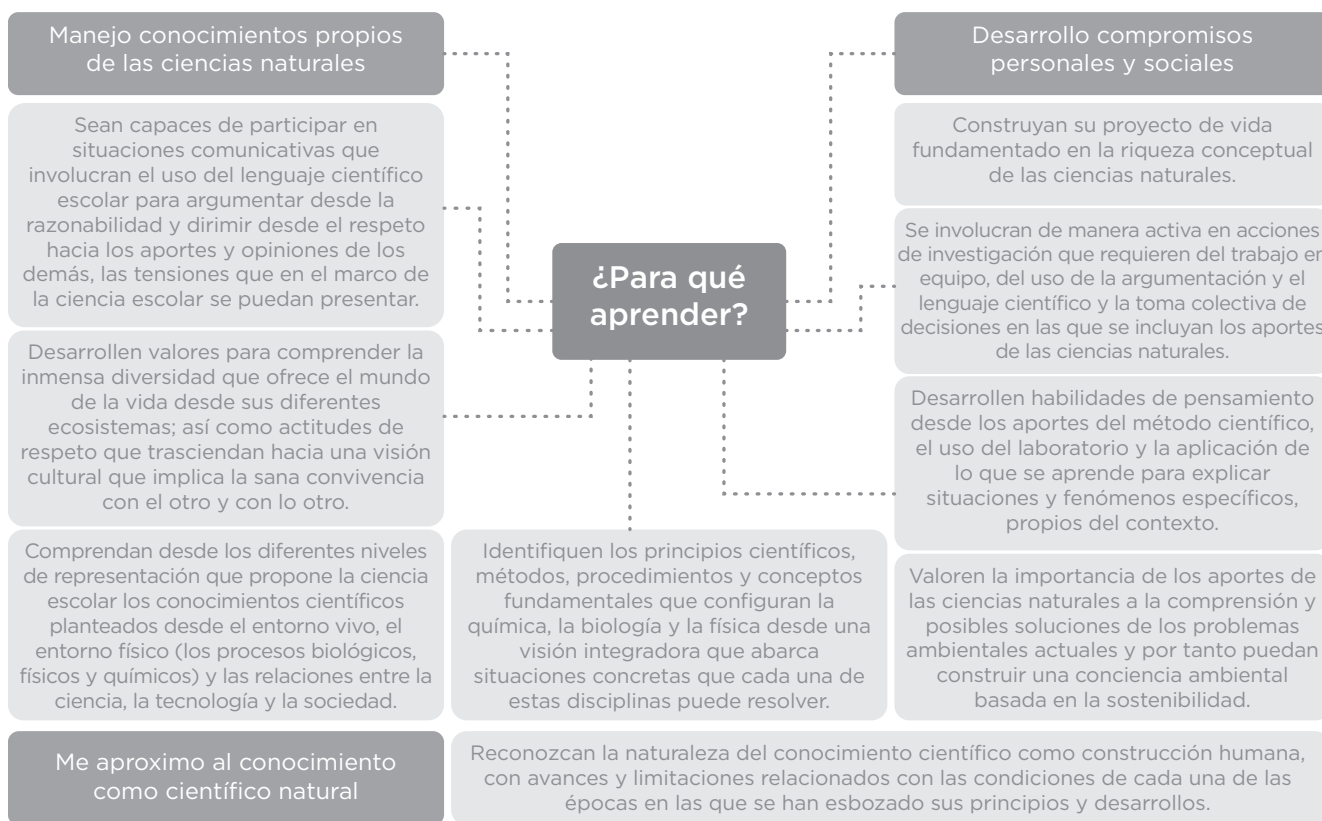 Manejo conocimientos propios
de las ciencias naturales
Sean capaces de participar en
situaciones comunicativas que
involucran el uso del lenguaje científico
escolar para argumentar desde la
razonabilidad y dirimir desde el respeto
hacia los aportes y opiniones de los
demás, las tensiones que en el marco de
la ciencia escolar se puedan presentar.
Desarrollen valores para comprender la
inmensa diversidad que ofrece el mundo
de la vida desde sus diferentes
ecosistemas; así como actitudes de
respeto que trasciendan hacia una visión
cultural que implica la sana convivencia
con el otro y con lo otro.
Comprendan desde los diferentes niveles
de representación que propone la ciencia
escolar los conocimientos científicos
planteados desde el entorno vivo, el
entorno físico (los procesos biológicos,
físicos y químicos) y las relaciones entre la
ciencia, la tecnología y la sociedad.
Me aproximo al conocimiento
como científico natural
¿Para qué
aprender?
Identifiquen los principios científicos,
métodos, procedimientos y conceptos
fundamentales que configuran la
química, la biología y la física desde una
visión integradora que abarca
situaciones concretas que cada una de
estas disciplinas puede resolver.
Desarrollo compromisos
personales y sociales
Construyan su proyecto de vida
fundamentado en la riqueza conceptual
de las ciencias naturales.
Se involucran de manera activa en acciones
de investigación que requieren del trabajo en
equipo, del uso de la argumentación y el
lenguaje científico y la toma colectiva de
decisiones en las que se incluyan los aportes
de las ciencias naturales.
Desarrollen habilidades de pensamiento
desde los aportes del método científico,
el uso del laboratorio y la aplicación de
lo que se aprende para explicar
situaciones y fenómenos específicos,
propios del contexto.
Valoren la importancia de los aportes de
las ciencias naturales a la comprensión y
posibles soluciones de los problemas
ambientales actuales y por tanto puedan
construir una conciencia ambiental
basada en la sostenibilidad.
Reconozcan la naturaleza del conocimiento científico como construcción humana,
con avances y limitaciones relacionados con las condiciones de cada una de las
épocas en las que se han esbozado sus principios y desarrollos.